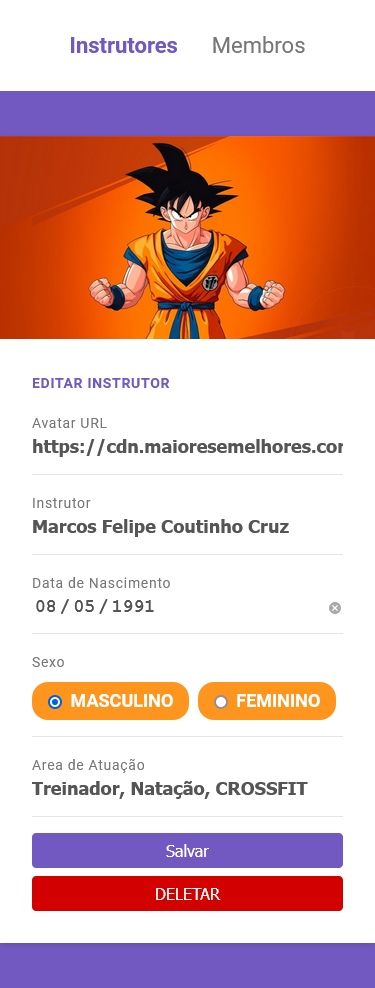 Instrutores Membros
EDITAR INSTRUTOR
Avatar URL
https://cdn.maioresemelhores.cor
Instrutor
Marcos Felipe Coutinho Cruz
Data de Nascimento
08 / 05 / 1991
Sexo
MASCULINO FEMININO
Area de Atuação
Treinador, Natação, CROSSFIT
Salvar
DELETAR